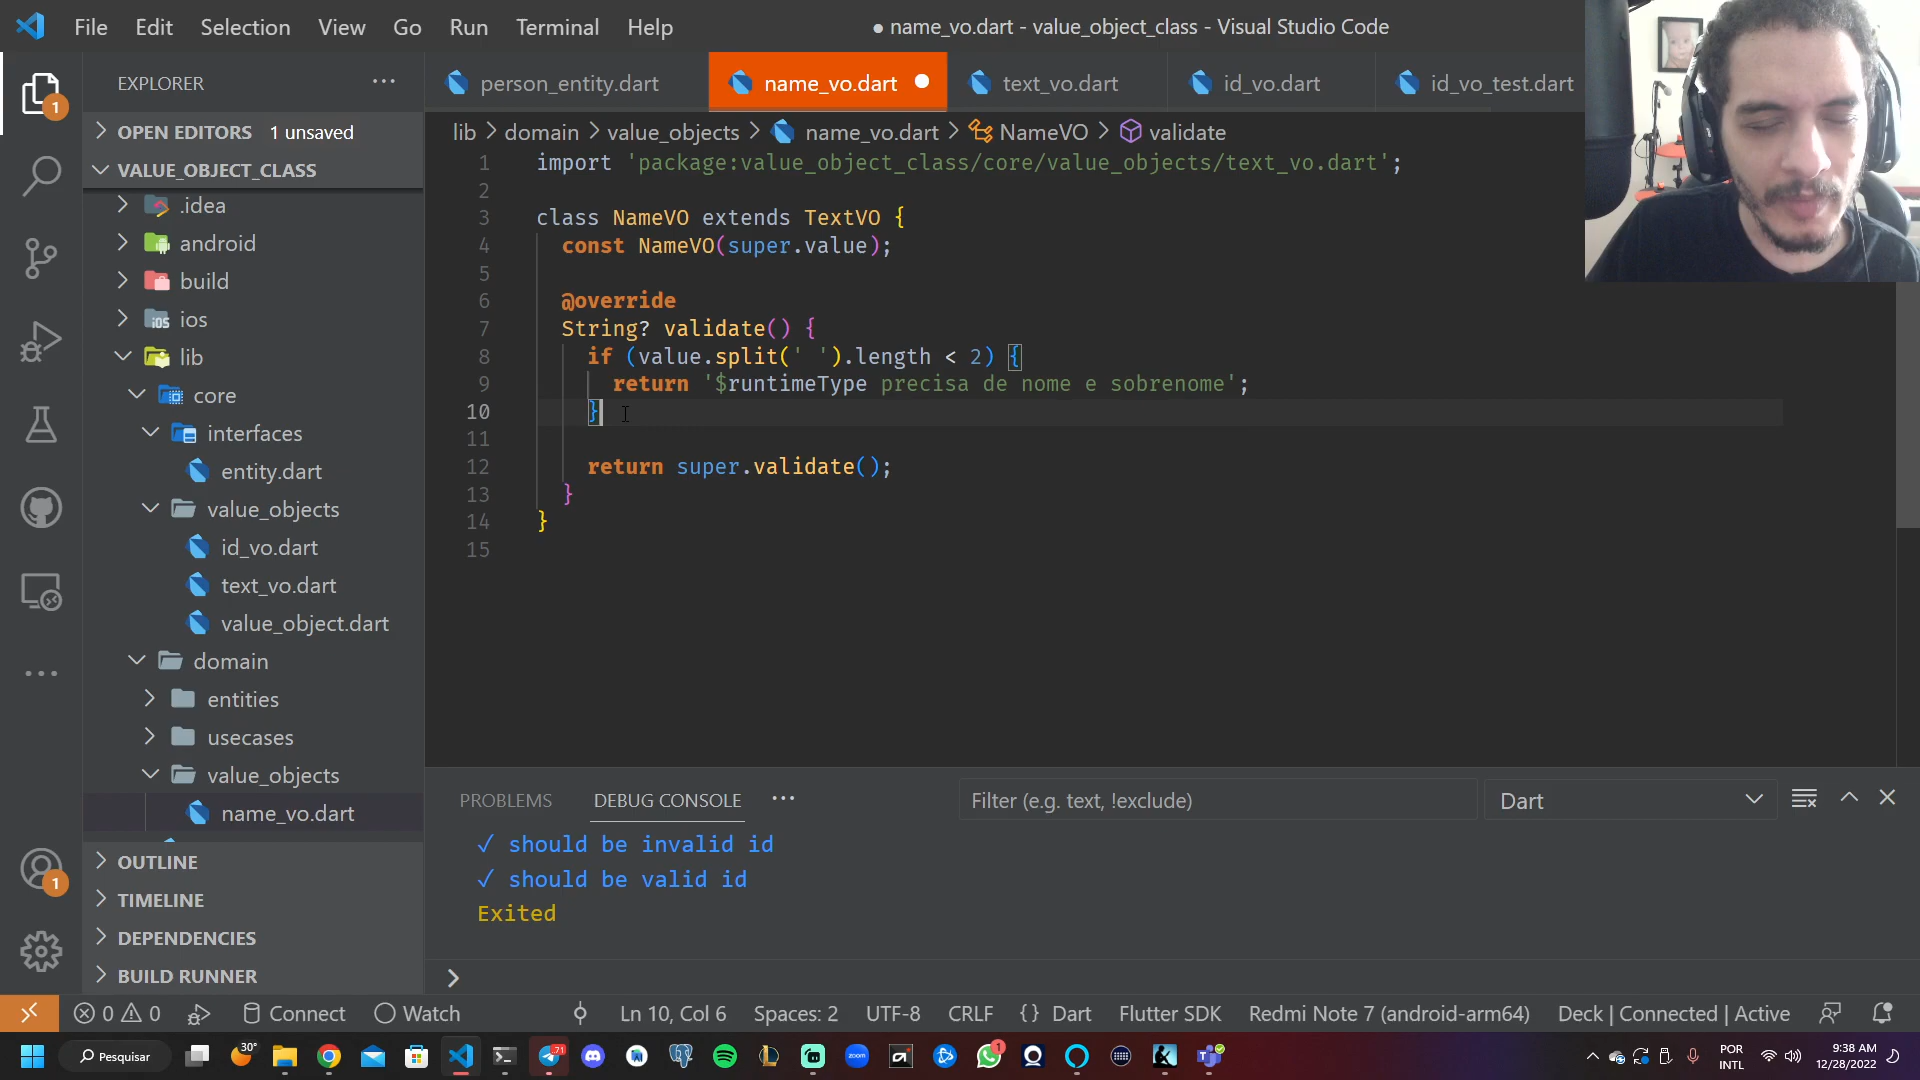 File Edit Selection View Go Run Terminal Help
● name_vo.dart - value_object_class - Visual Studio Code
EXPLORER ...
person_entity.dart name_vo.dart text_vo.dart id_vo.dart id_vo_test.dart
1
OPEN EDITORS 1 unsaved
VALUE_OBJECT_CLASS
.idea
android
build
ios
lib
core
interfaces
entity.dart
value_objects
id_vo.dart
text_vo.dart
value_object.dart
domain
entities
usecases
value_objects
name_vo.dart
OUTLINE
TIMELINE
DEPENDENCIES
BUILD RUNNER
1
lib > domain > value_objects > name_vo.dart > NameVO > validate
1 import 'package:value_object_class/core/value_objects/text_vo.dart';
2
3 class NameVO extends TextVO {
4 const NameVO(super.value);
5
6 @override
7 String? validate() {
8 if (value.split(' ').length < 2) {
9 return '$runtimeType precisa de nome e sobrenome';
10 }
11
12 return super.validate();
13 }
14 }
15
PROBLEMS DEBUG CONSOLE ... Filter (e.g. text, !exclude) Dart
✓ should be invalid id
✓ should be valid id
Exited
>
0 0 Connect Watch Ln 10, Col 6 Spaces: 2 UTF-8 CRLF {} Dart Flutter SDK Redmi Note 7 (android-arm64) Deck | Connected | Active
Pesquisar 30° 71 zoom 1 POR 9:38 AM
INTL 12/28/2022